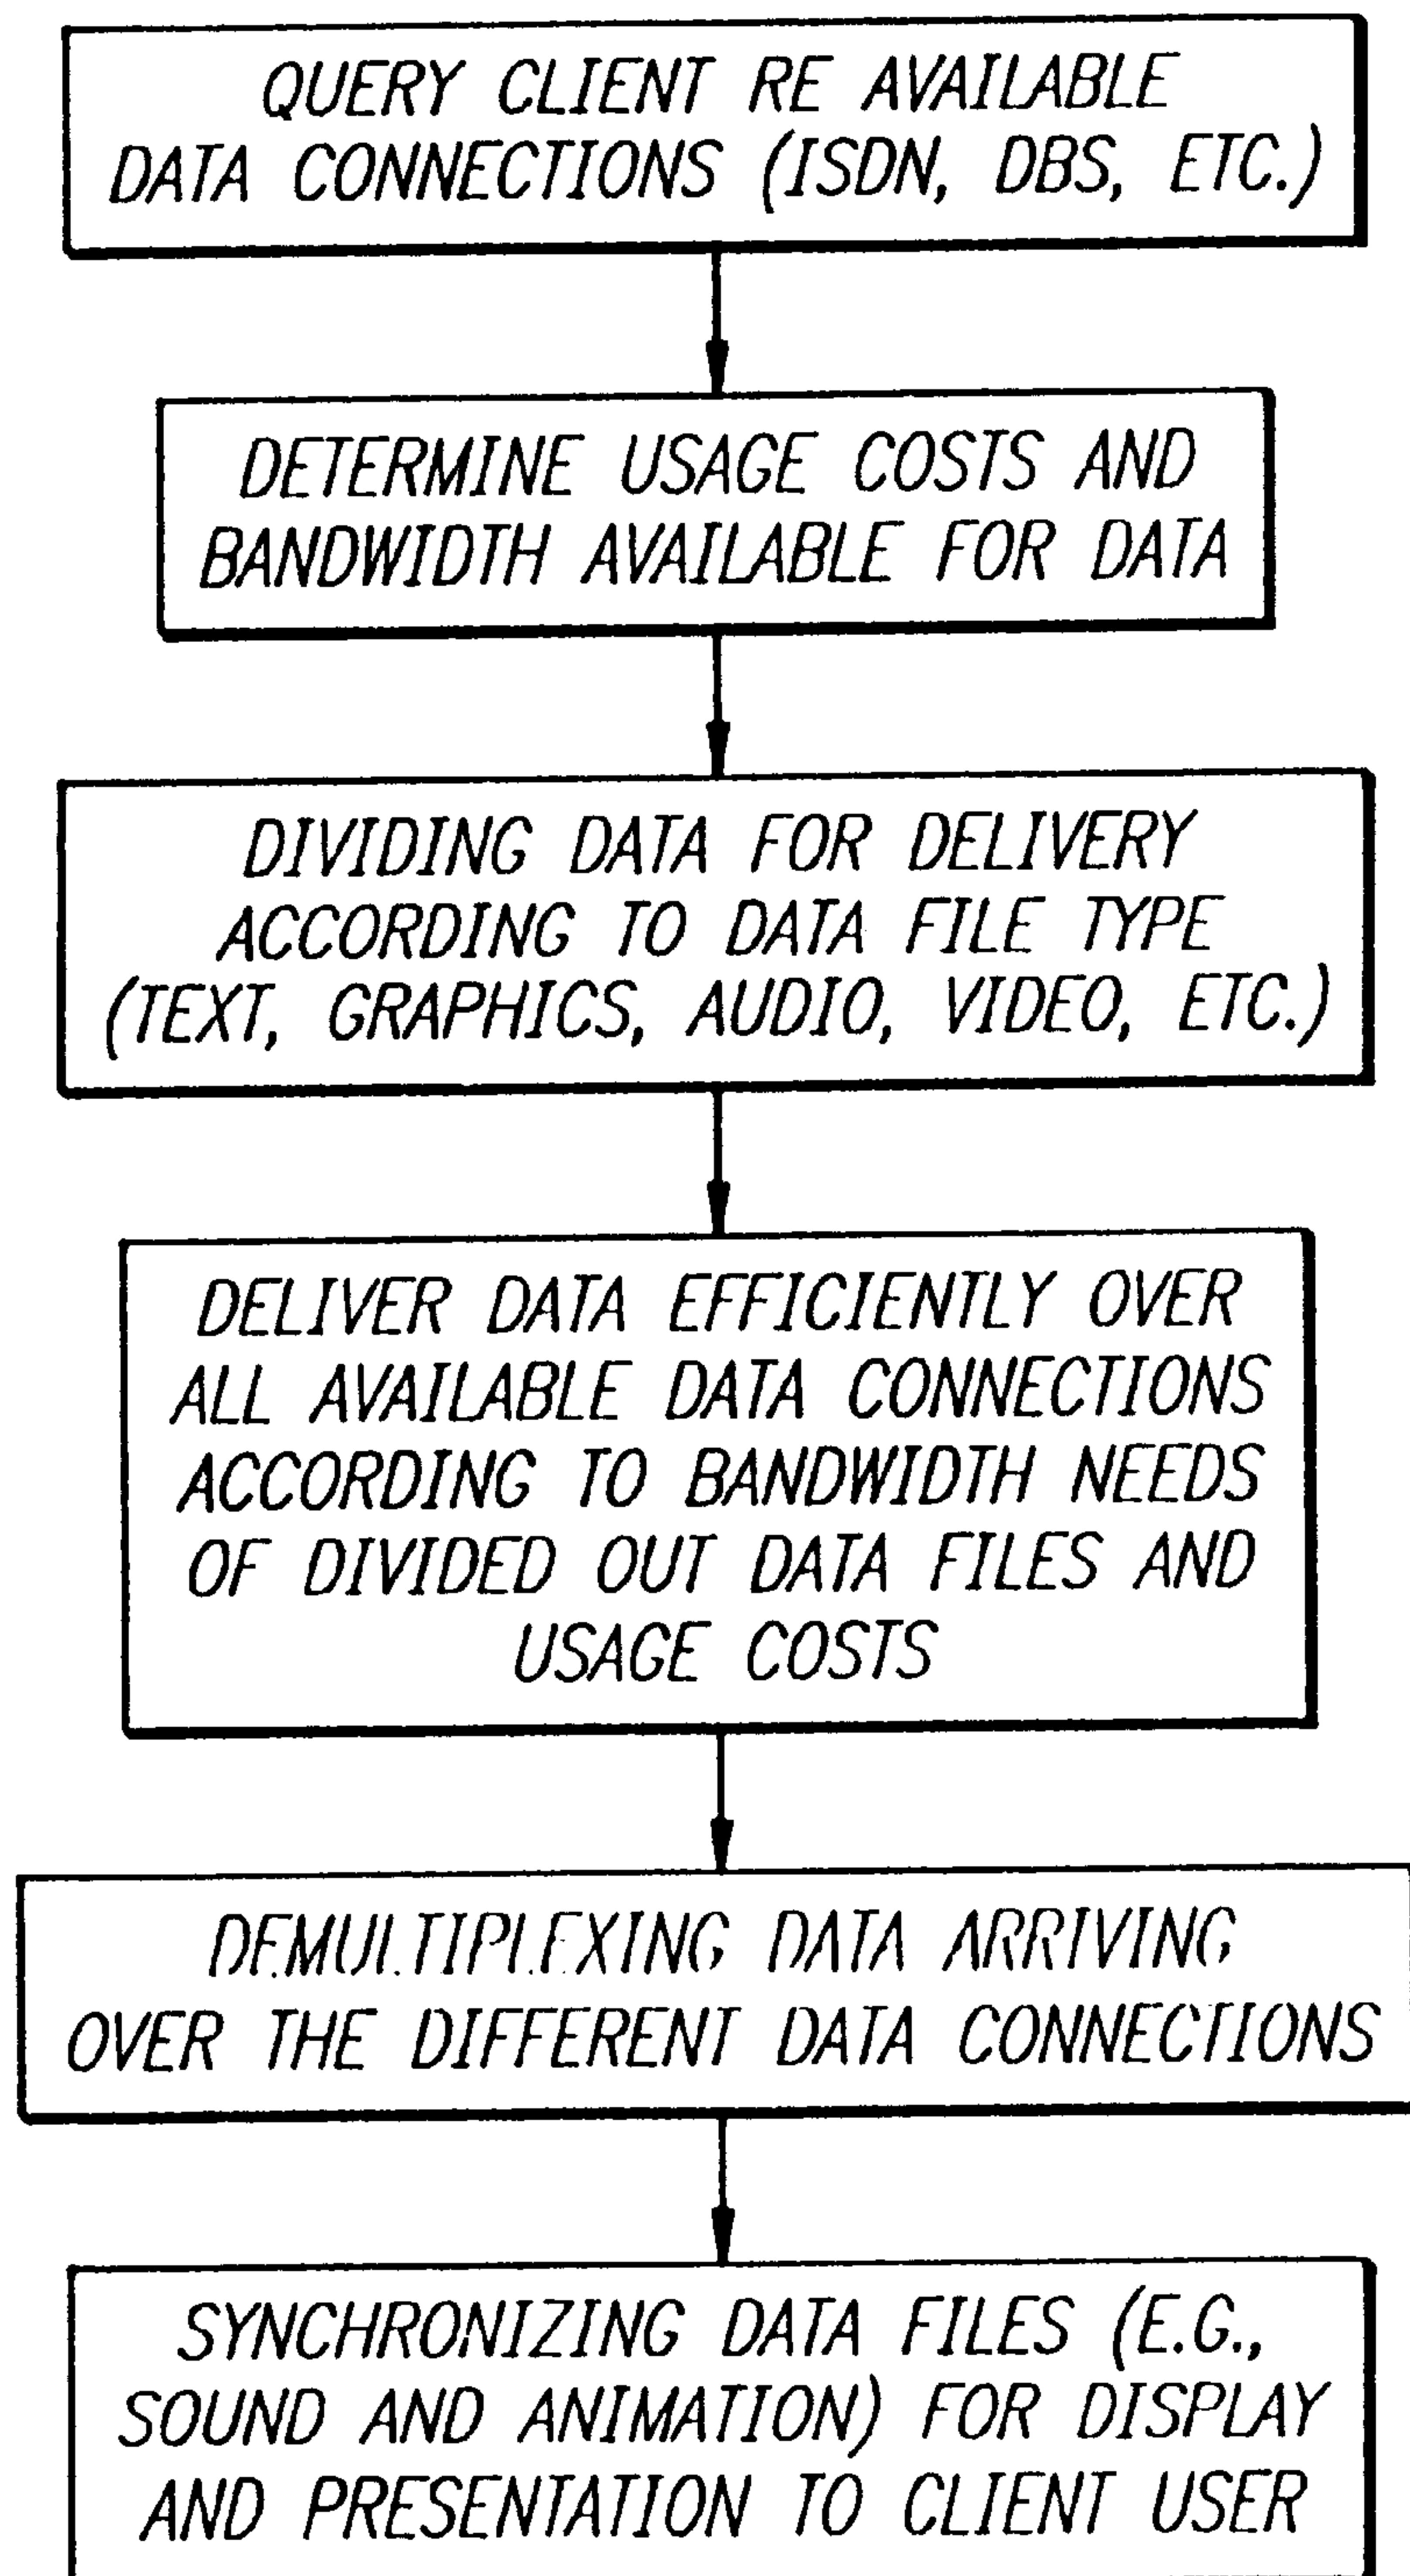 QUERY CLIENT RE AVAILABLE
DATA CONNECTIONS (ISDN, DBS, ETC.)
DETERMINE USAGE COSTS AND
BANDWIDTH AVAILABLE FOR DATA
DIVIDING DATA FOR DELIVERY
ACCORDING TO DATA FILE TYPE
(TEXT, GRAPHICS, AUDIO, VIDEO, ETC.)
DELIVER DATA EFFICIENTLY OVER
ALL AVAILABLE DATA CONNECTIONS
ACCORDING TO BANDWIDTH NEEDS
OF DIVIDED OUT DATA FILES AND
USAGE COSTS
DEMULTIPLEXING DATA ARRIVING
OVER THE DIFFERENT DATA CONNECTIONS
SYNCHRONIZING DATA FILES (E.G.,
SOUND AND ANIMATION) FOR DISPLAY
AND PRESENTATION TO CLIENT USER